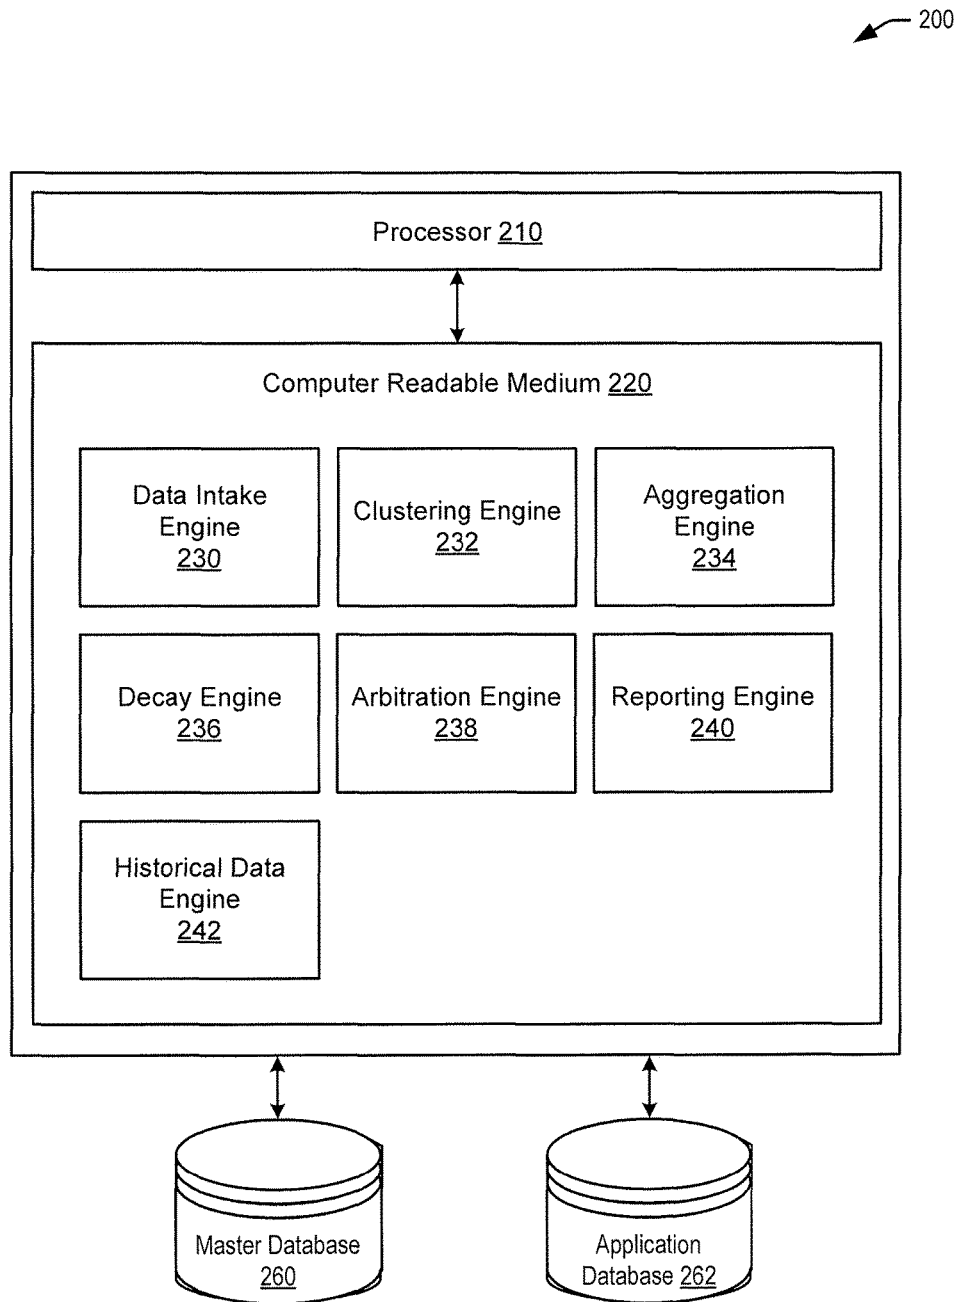 200
Processor 210
Computer Readable Medium 220
Data Intake
Engine
230
Clustering Engine
232
Aggregation
Engine
234
Decay Engine
236
Arbitration Engine
238
Reporting Engine
240
Historical Data
Engine
242
Master Database
260
Application
Database 262